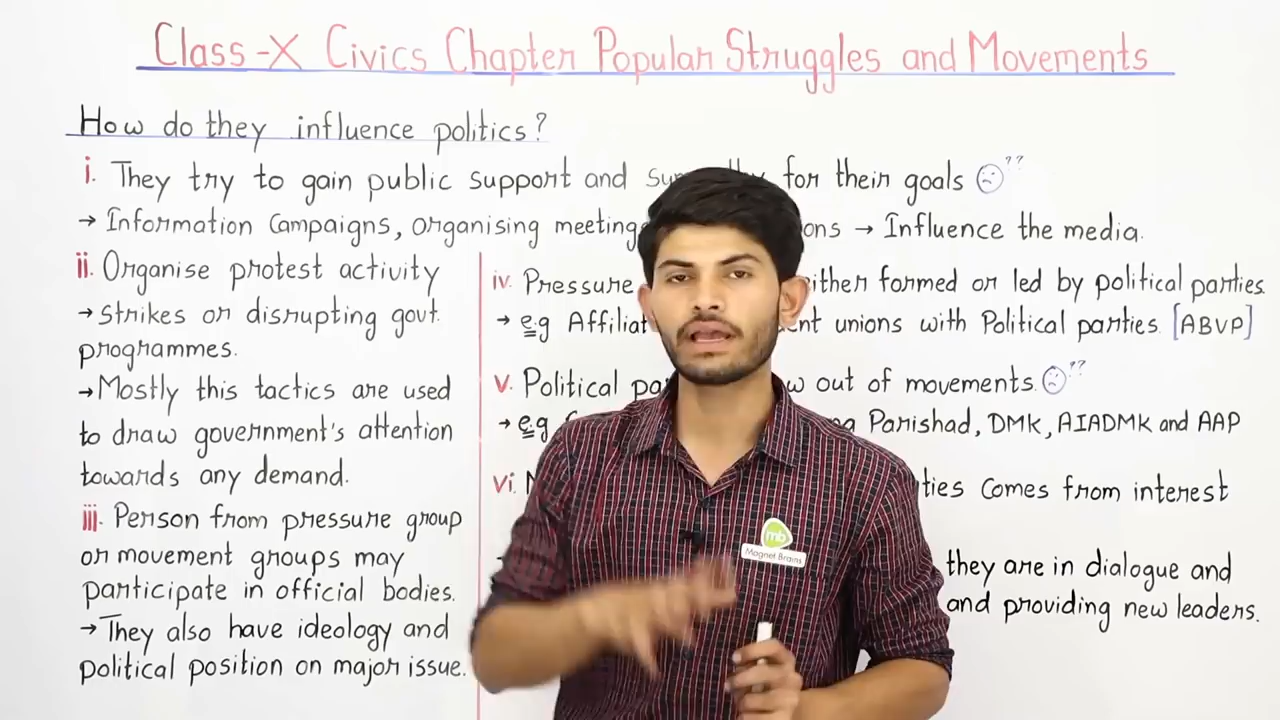 Class-X Civics Chapter Popular Struggles and Movements
How do they influence politics?
i. They try to gain public support and for their goals ??
→ Information campaigns, organising meetings → Influence the media.
ii. Organise protest activity
→ Strikes or disrupting govt.
programmes.
→ Mostly this tactics are used
to draw government's attention
towards any demand.
iii. Person from pressure group
or movement groups may
participate in official bodies.
→ They also have ideology and
political position on major issue.
iv. Pressure formed or led by political parties.
→ eg unions with Political parties [ABVP]
v. Political out of movements. ??
→ eg Parishad, DMK, AIADMK and AAP
vi. comes from interest
they are in dialogue and
and providing new leaders.
mb
Magnet Brains